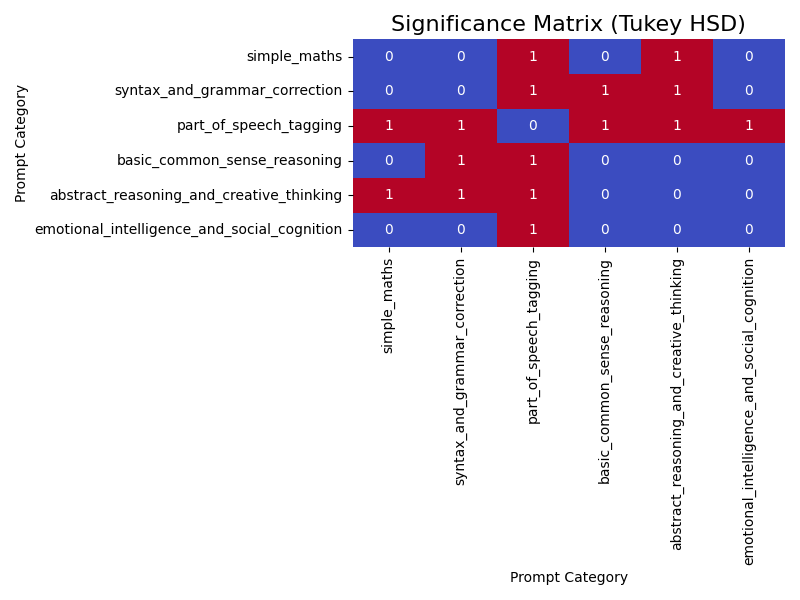 Significance Matrix (Tukey HSD)
Prompt Category
simple_maths 0 0 1 0 1 0
syntax_and_grammar_correction 0 0 1 1 1 0
part_of_speech_tagging 1 1 0 1 1 1
basic_common_sense_reasoning 0 1 1 0 0 0
abstract_reasoning_and_creative_thinking 1 1 1 0 0 0
emotional_intelligence_and_social_cognition 0 0 1 0 0 0
simple_maths
syntax_and_grammar_correction
part_of_speech_tagging
basic_common_sense_reasoning
abstract_reasoning_and_creative_thinking
emotional_intelligence_and_social_cognition
Prompt Category